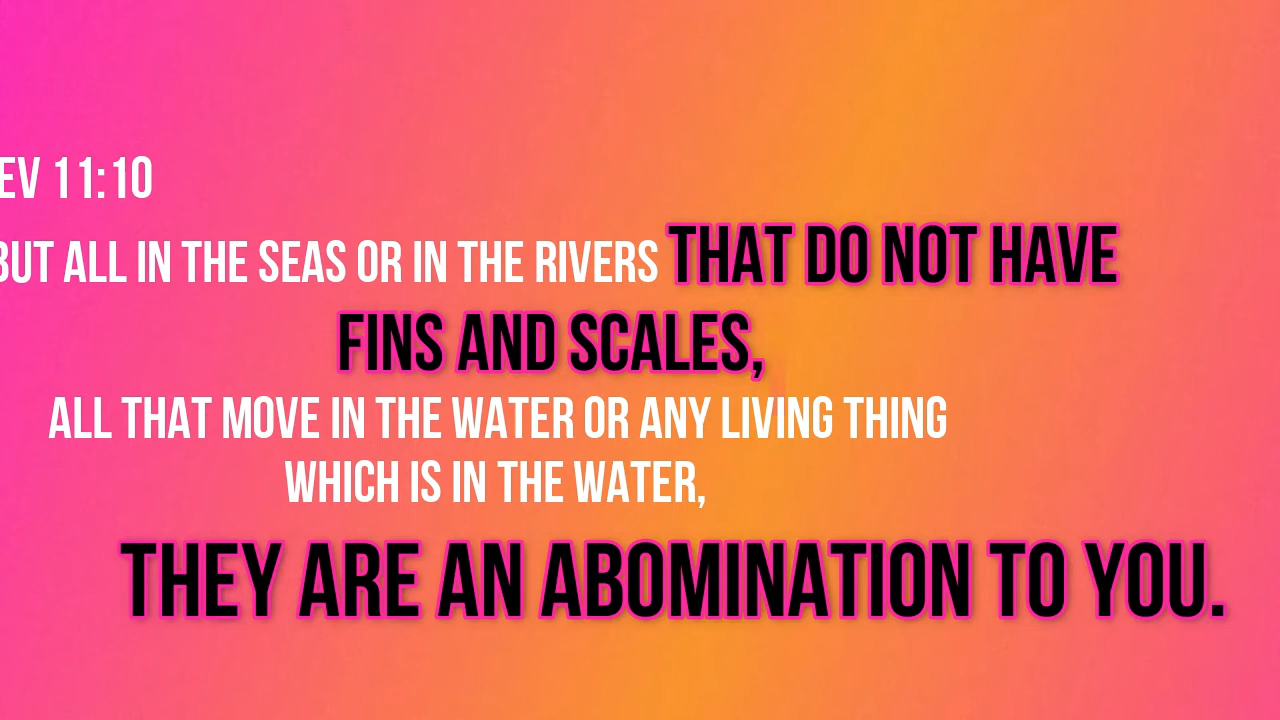 EV 11:10
BUT ALL IN THE SEAS OR IN THE RIVERS THAT DO NOT HAVE
FINS AND SCALES,
ALL THAT MOVE IN THE WATER OR ANY LIVING THING
WHICH IS IN THE WATER,
THEY ARE AN ABOMINATION TO YOU.